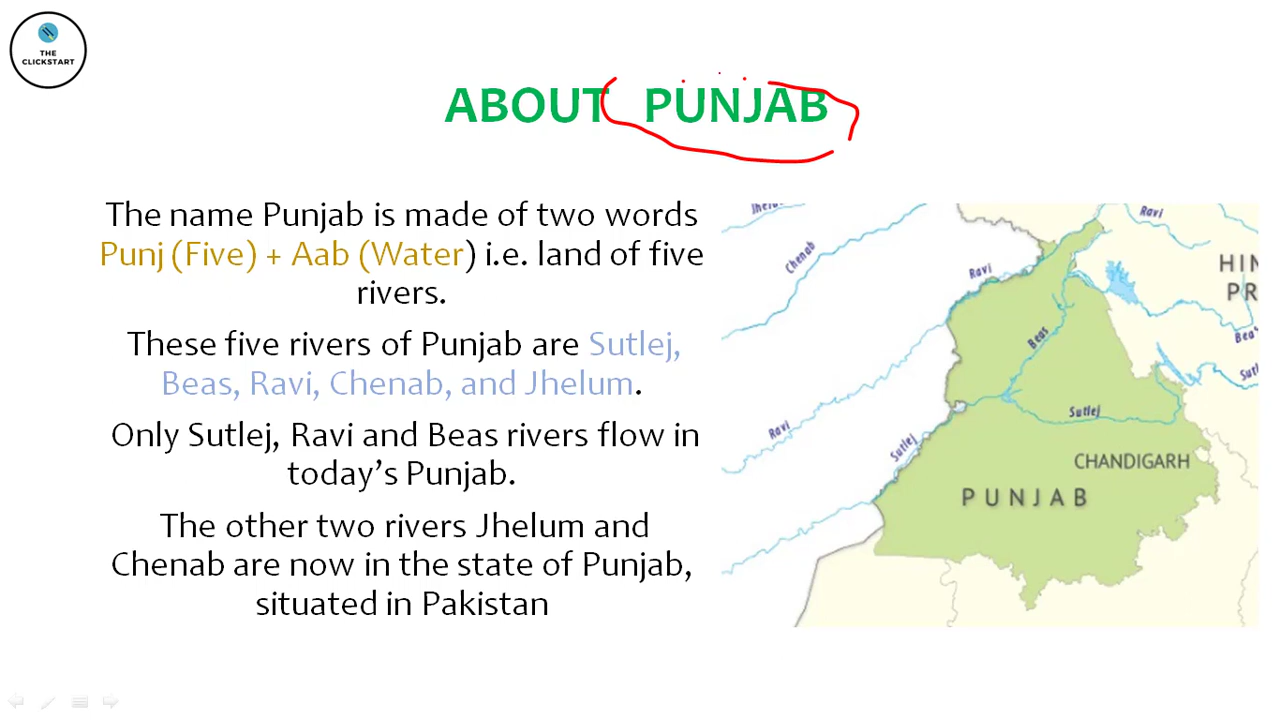 THE
CLICKSTART
ABOUT PUNJAB
The name Punjab is made of two words
Punj (Five) + Aab (Water) i.e. land of five
rivers.
These five rivers of Punjab are Sutlej,
Beas, Ravi, Chenab, and Jhelum.
Only Sutlej, Ravi and Beas rivers flow in
today's Punjab.
The other two rivers Jhelum and
Chenab are now in the state of Punjab,
situated in Pakistan
Ravi
Chenab
Ravi
HIN
PR
Beas
Sutlej
Ravi
Sutlej
CHANDIGARH
PUNJAB